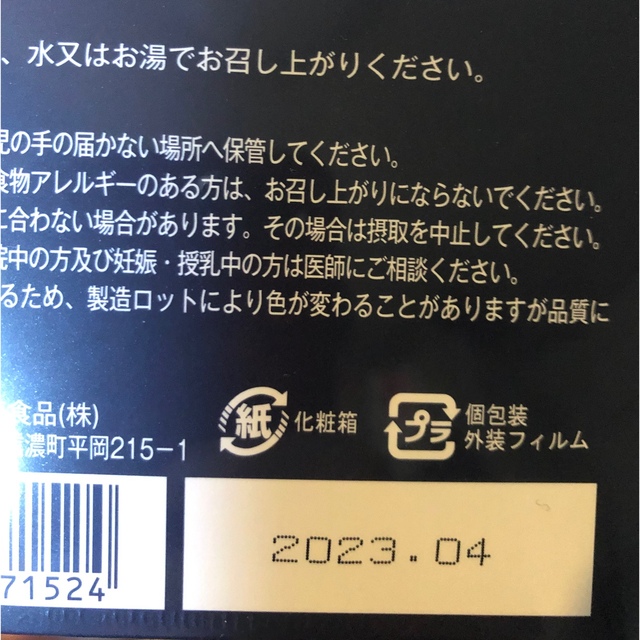 、水又はお湯でお召し上がりください。
児の手の届かない場所へ保管してください。
食物アレルギーのある方は、お召し上がりにならないでください。
に合わない場合があります。その場合は摂取を中止してください。
院中の方及び妊娠・授乳中の方は医師にご相談ください。
るため、製造ロットにより色が変わることがありますが品質に
食品(株)
濃町平岡215-1
紙 化粧箱
プラ 個包装
外装フィルム
71524
2023.04